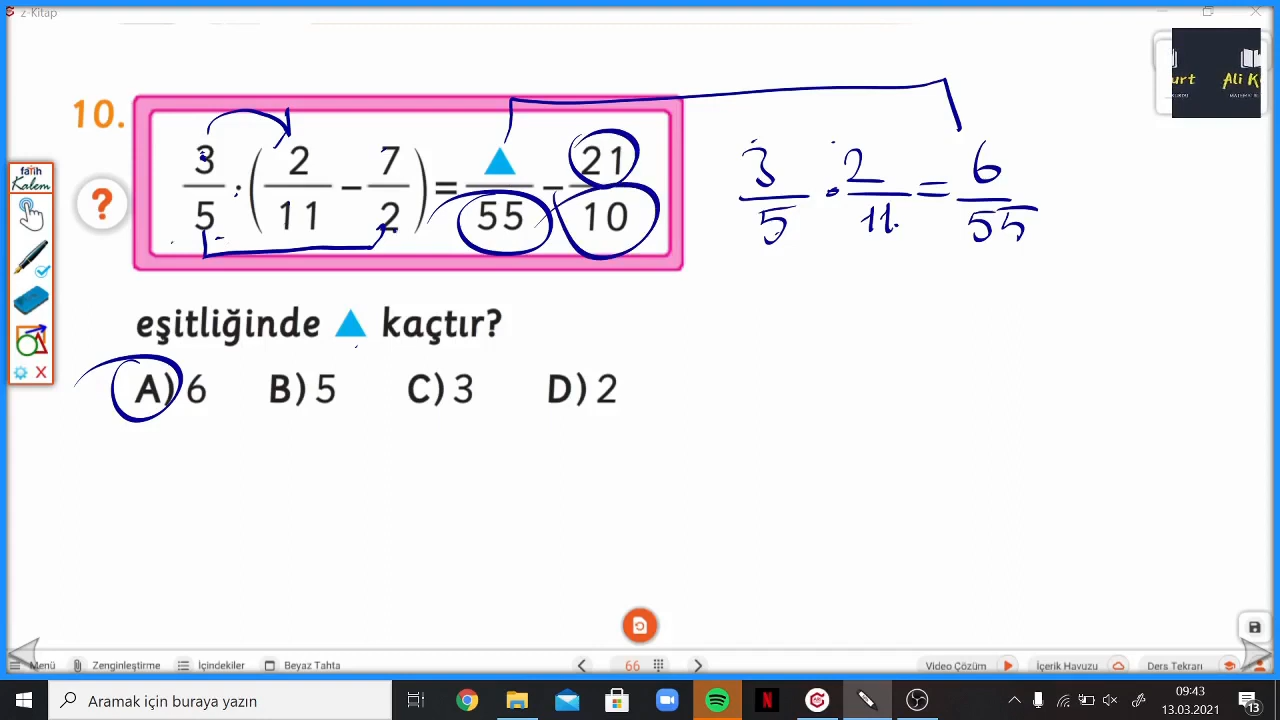 z-Kitap
urt Ali K
10.
3/5 : (2/11 − 7/2) = ▲/55 − 21/10
3/5 · 2/11 = 6/55
fatih
Kalem
?
eşitliğinde ▲ kaçtır?
A) 6 B) 5 C) 3 D) 2
Menü Zenginleştirme İçindekiler Beyaz Tahta 66 Video Çözüm İçerik Havuzu Ders Tekrarı
Aramak için buraya yazın
09:43
13.03.2021
13